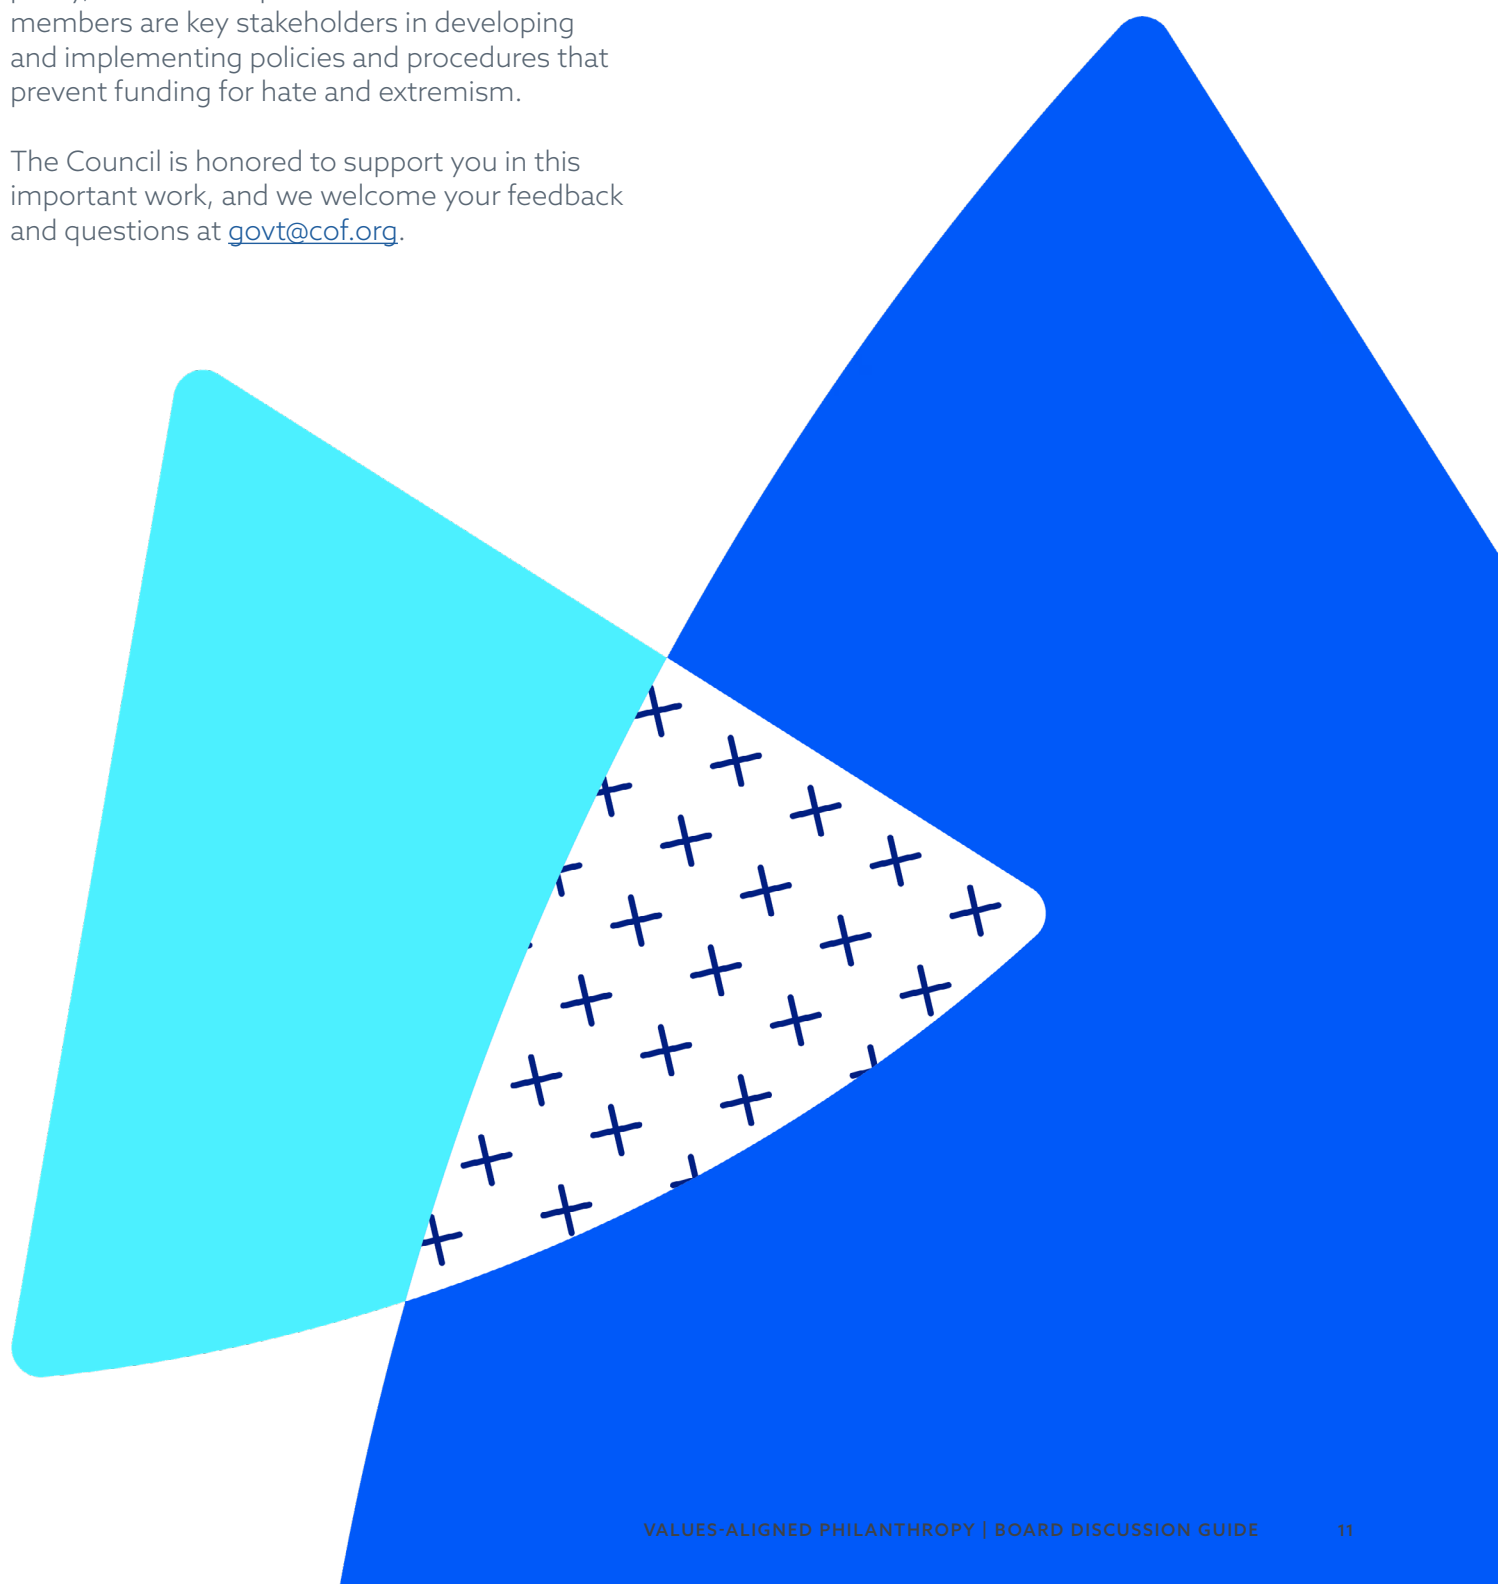 members are key stakeholders in developing
and implementing policies and procedures that
prevent funding for hate and extremism.
The Council is honored to support you in this
important work, and we welcome your feedback
and questions at govt@cof.org.
VALUES-ALIGNED PHILANTHROPY | BOARD DISCUSSION GUIDE 11